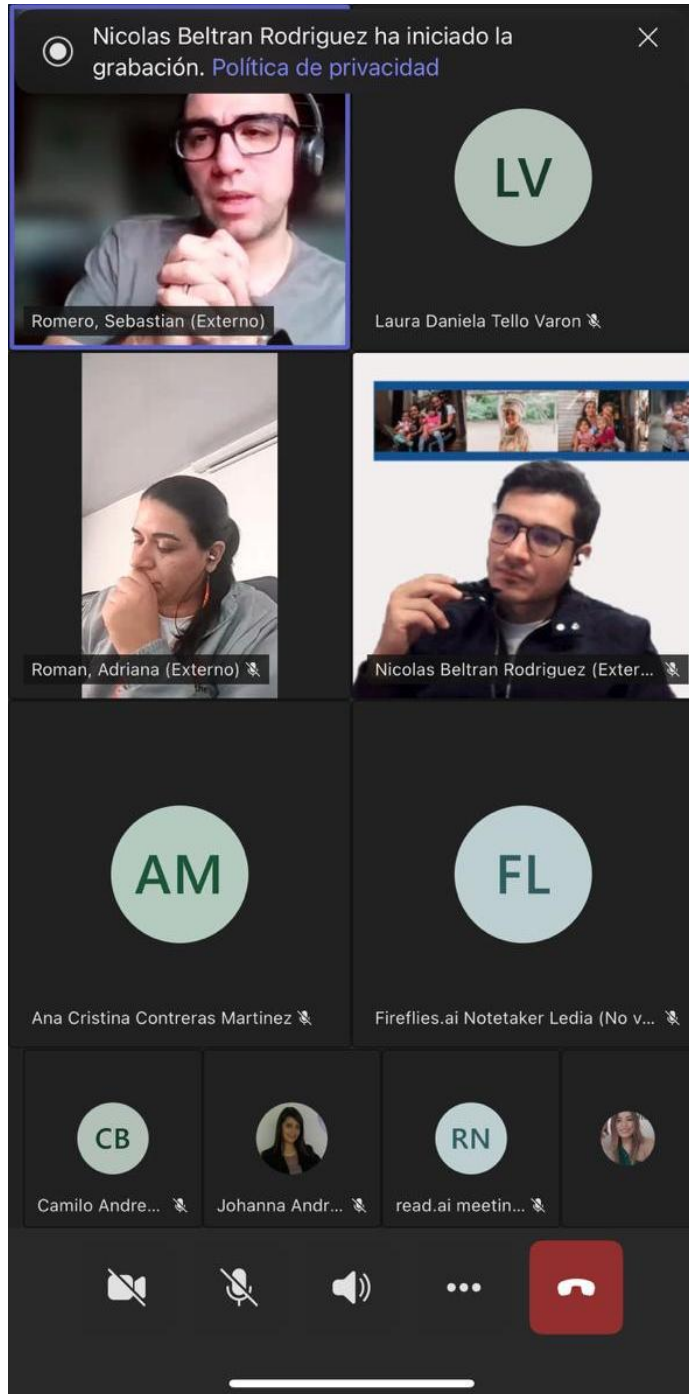 Nicolas Beltran Rodriguez ha iniciado la
grabación. Política de privacidad
Romero, Sebastian (Externo)
LV
Laura Daniela Tello Varon
Roman, Adriana (Externo)
the
Nicolas Beltran Rodriguez (Exter...
AM
Ana Cristina Contreras Martinez
FL
Fireflies.ai Notetaker Ledia (No v...
CB
Camilo Andre...
Johanna Andr...
RN
read.ai meetin...